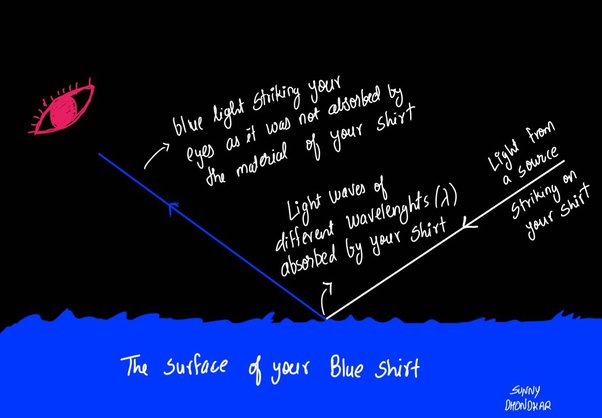 blue light striking your
eyes as it was not absorbed by
the material of your shirt
Light waves of
different wavelenghts (λ)
absorbed by your shirt
Light from
a source
striking on
your shirt
The surface of your Blue shirt
SUNNY
DHONDKAR